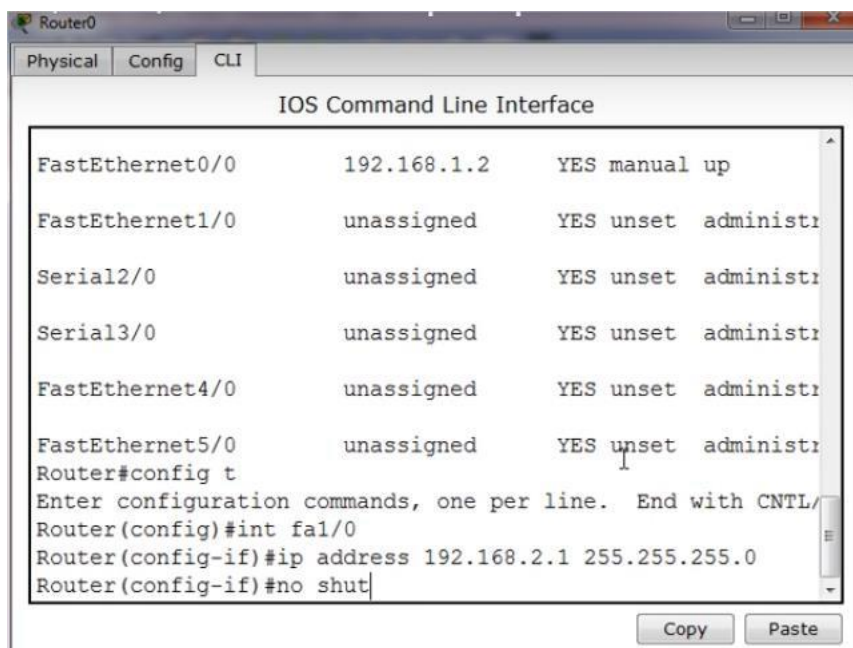 Router0
Physical Config CLI
IOS Command Line Interface
FastEthernet0/0 192.168.1.2 YES manual up
FastEthernet1/0 unassigned YES unset administr
Serial2/0 unassigned YES unset administr
Serial3/0 unassigned YES unset administr
FastEthernet4/0 unassigned YES unset administr
FastEthernet5/0 unassigned YES unset administr
Router#config t
Enter configuration commands, one per line. End with CNTL/
Router(config)#int fa1/0
Router(config-if)#ip address 192.168.2.1 255.255.255.0
Router(config-if)#no shut
Copy Paste